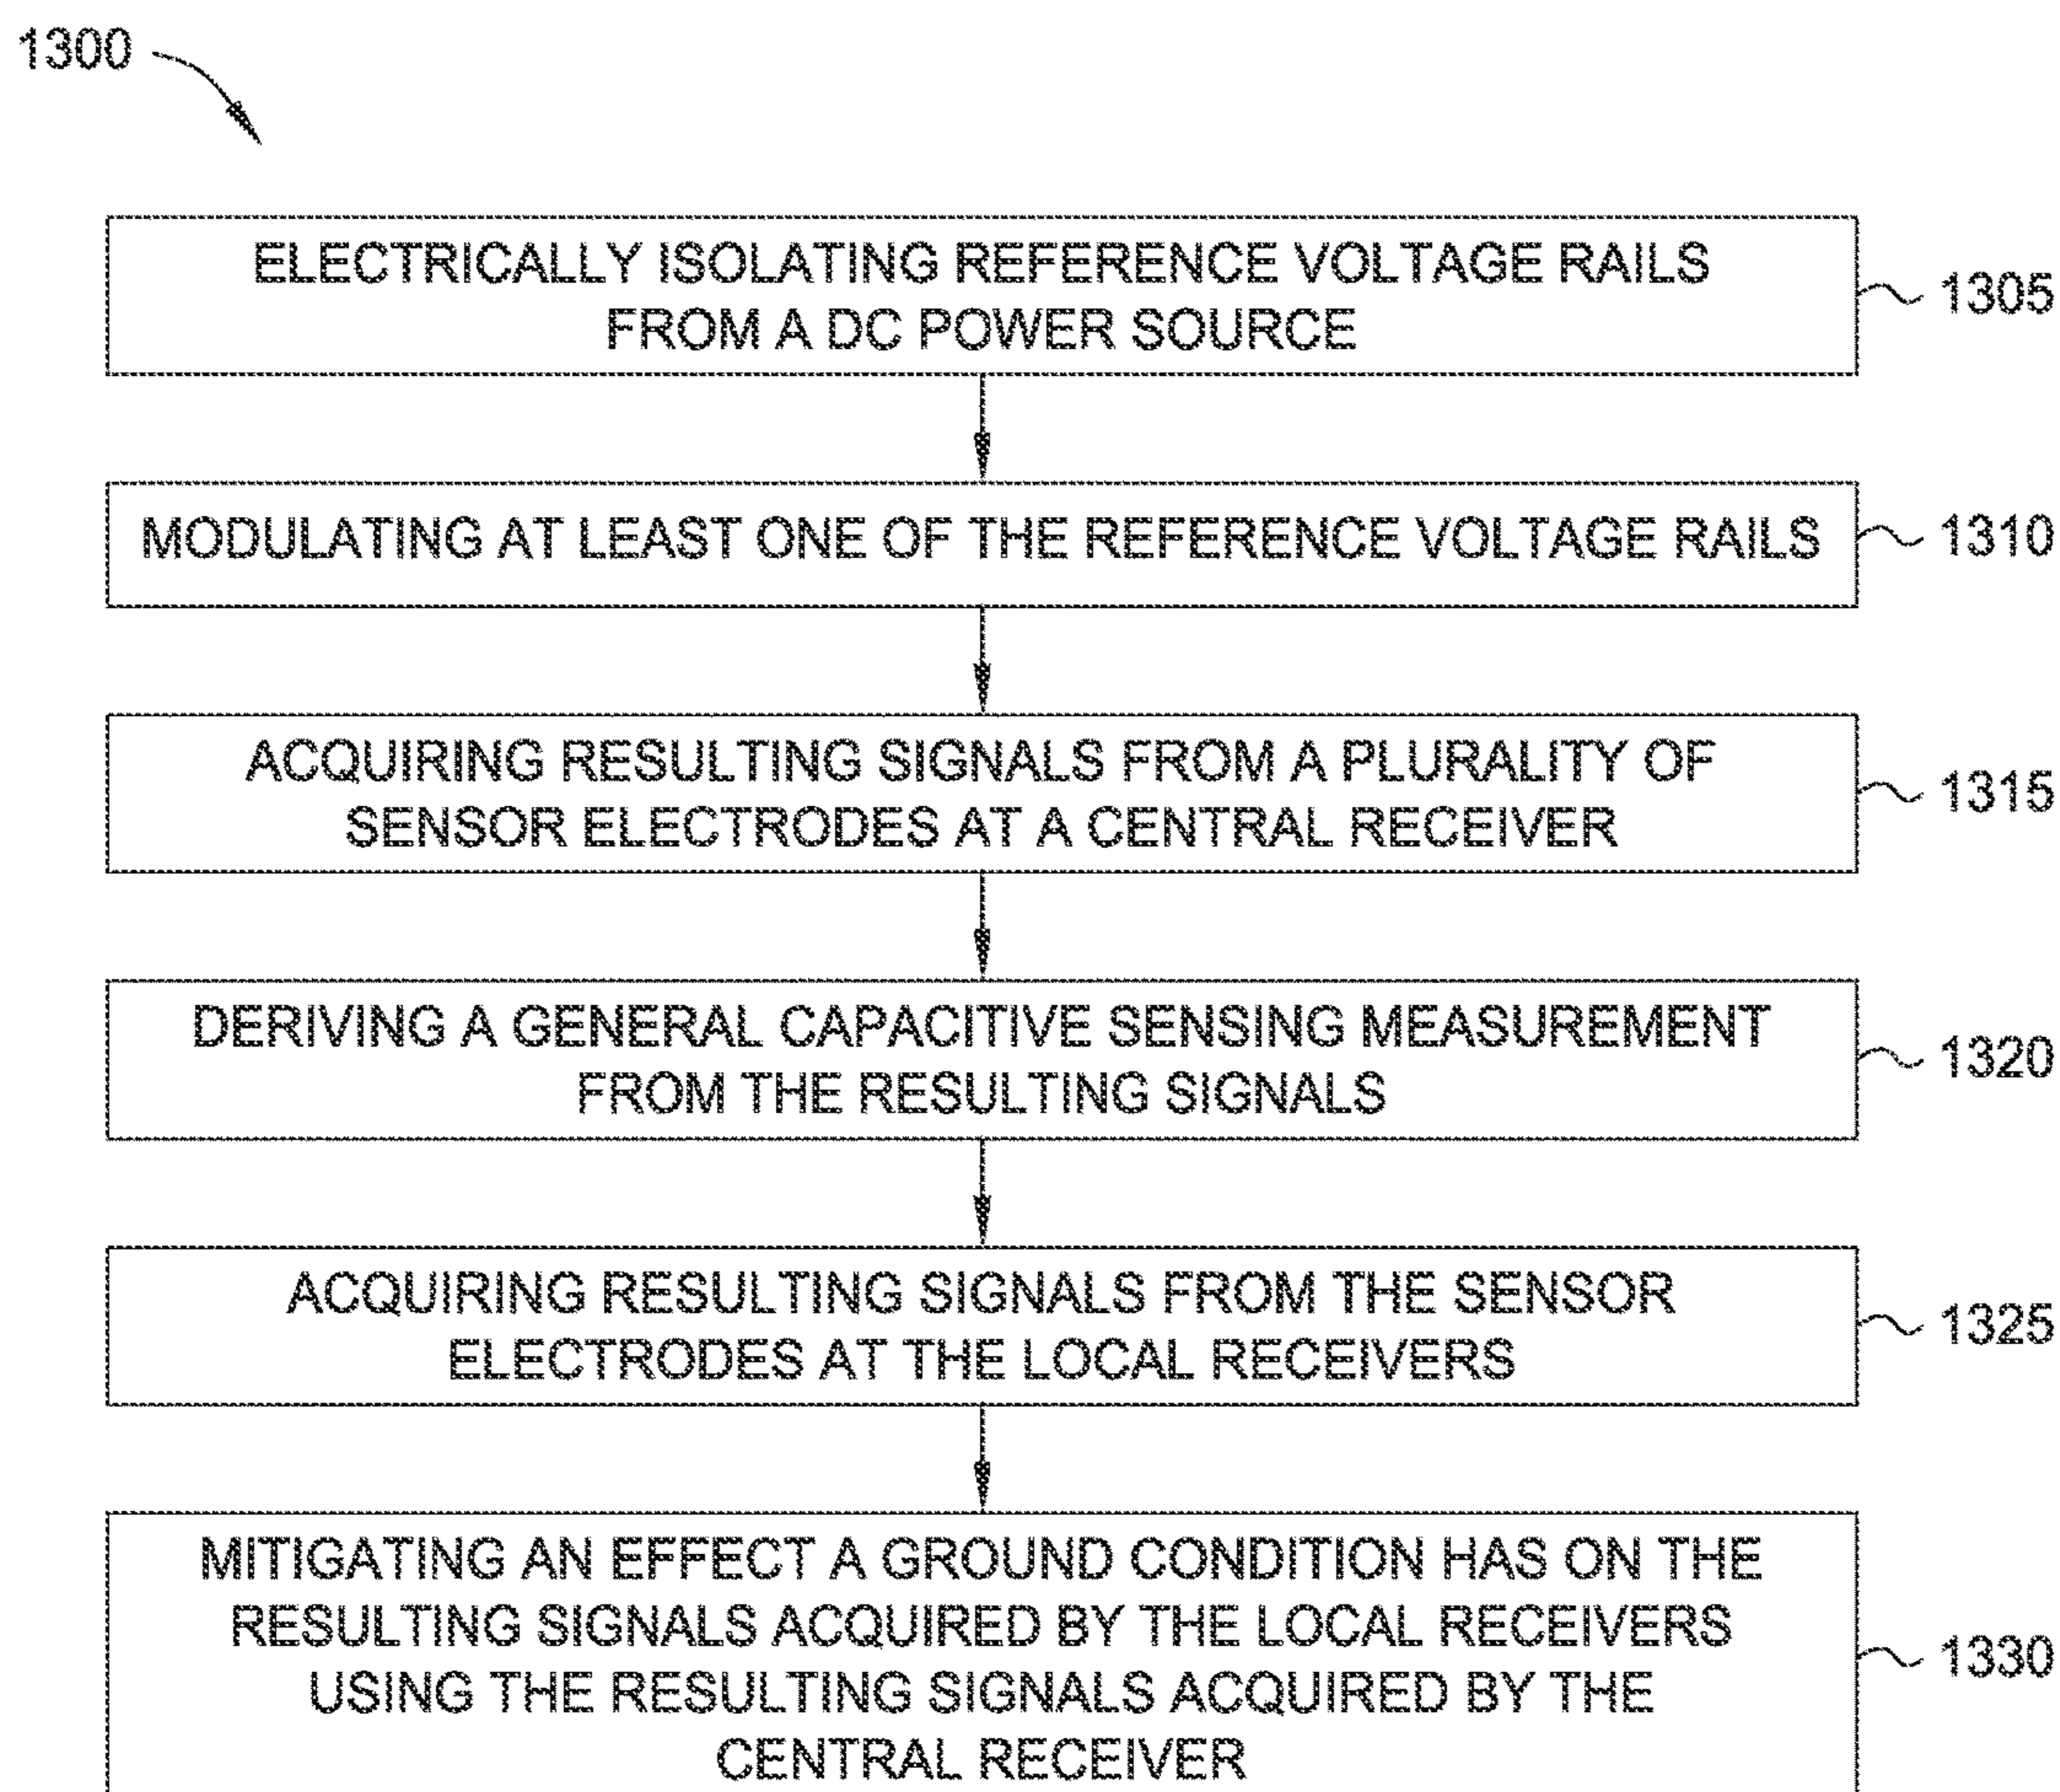 1300
ELECTRICALLY ISOLATING REFERENCE VOLTAGE RAILS
FROM A DC POWER SOURCE
1305
MODULATING AT LEAST ONE OF THE REFERENCE VOLTAGE RAILS
1310
ACQUIRING RESULTING SIGNALS FROM A PLURALITY OF
SENSOR ELECTRODES AT A CENTRAL RECEIVER
1315
DERIVING A GENERAL CAPACITIVE SENSING MEASUREMENT
FROM THE RESULTING SIGNALS
1320
ACQUIRING RESULTING SIGNALS FROM THE SENSOR
ELECTRODES AT THE LOCAL RECEIVERS
1325
MITIGATING AN EFFECT A GROUND CONDITION HAS ON THE
RESULTING SIGNALS ACQUIRED BY THE LOCAL RECEIVERS
USING THE RESULTING SIGNALS ACQUIRED BY THE
CENTRAL RECEIVER
1330